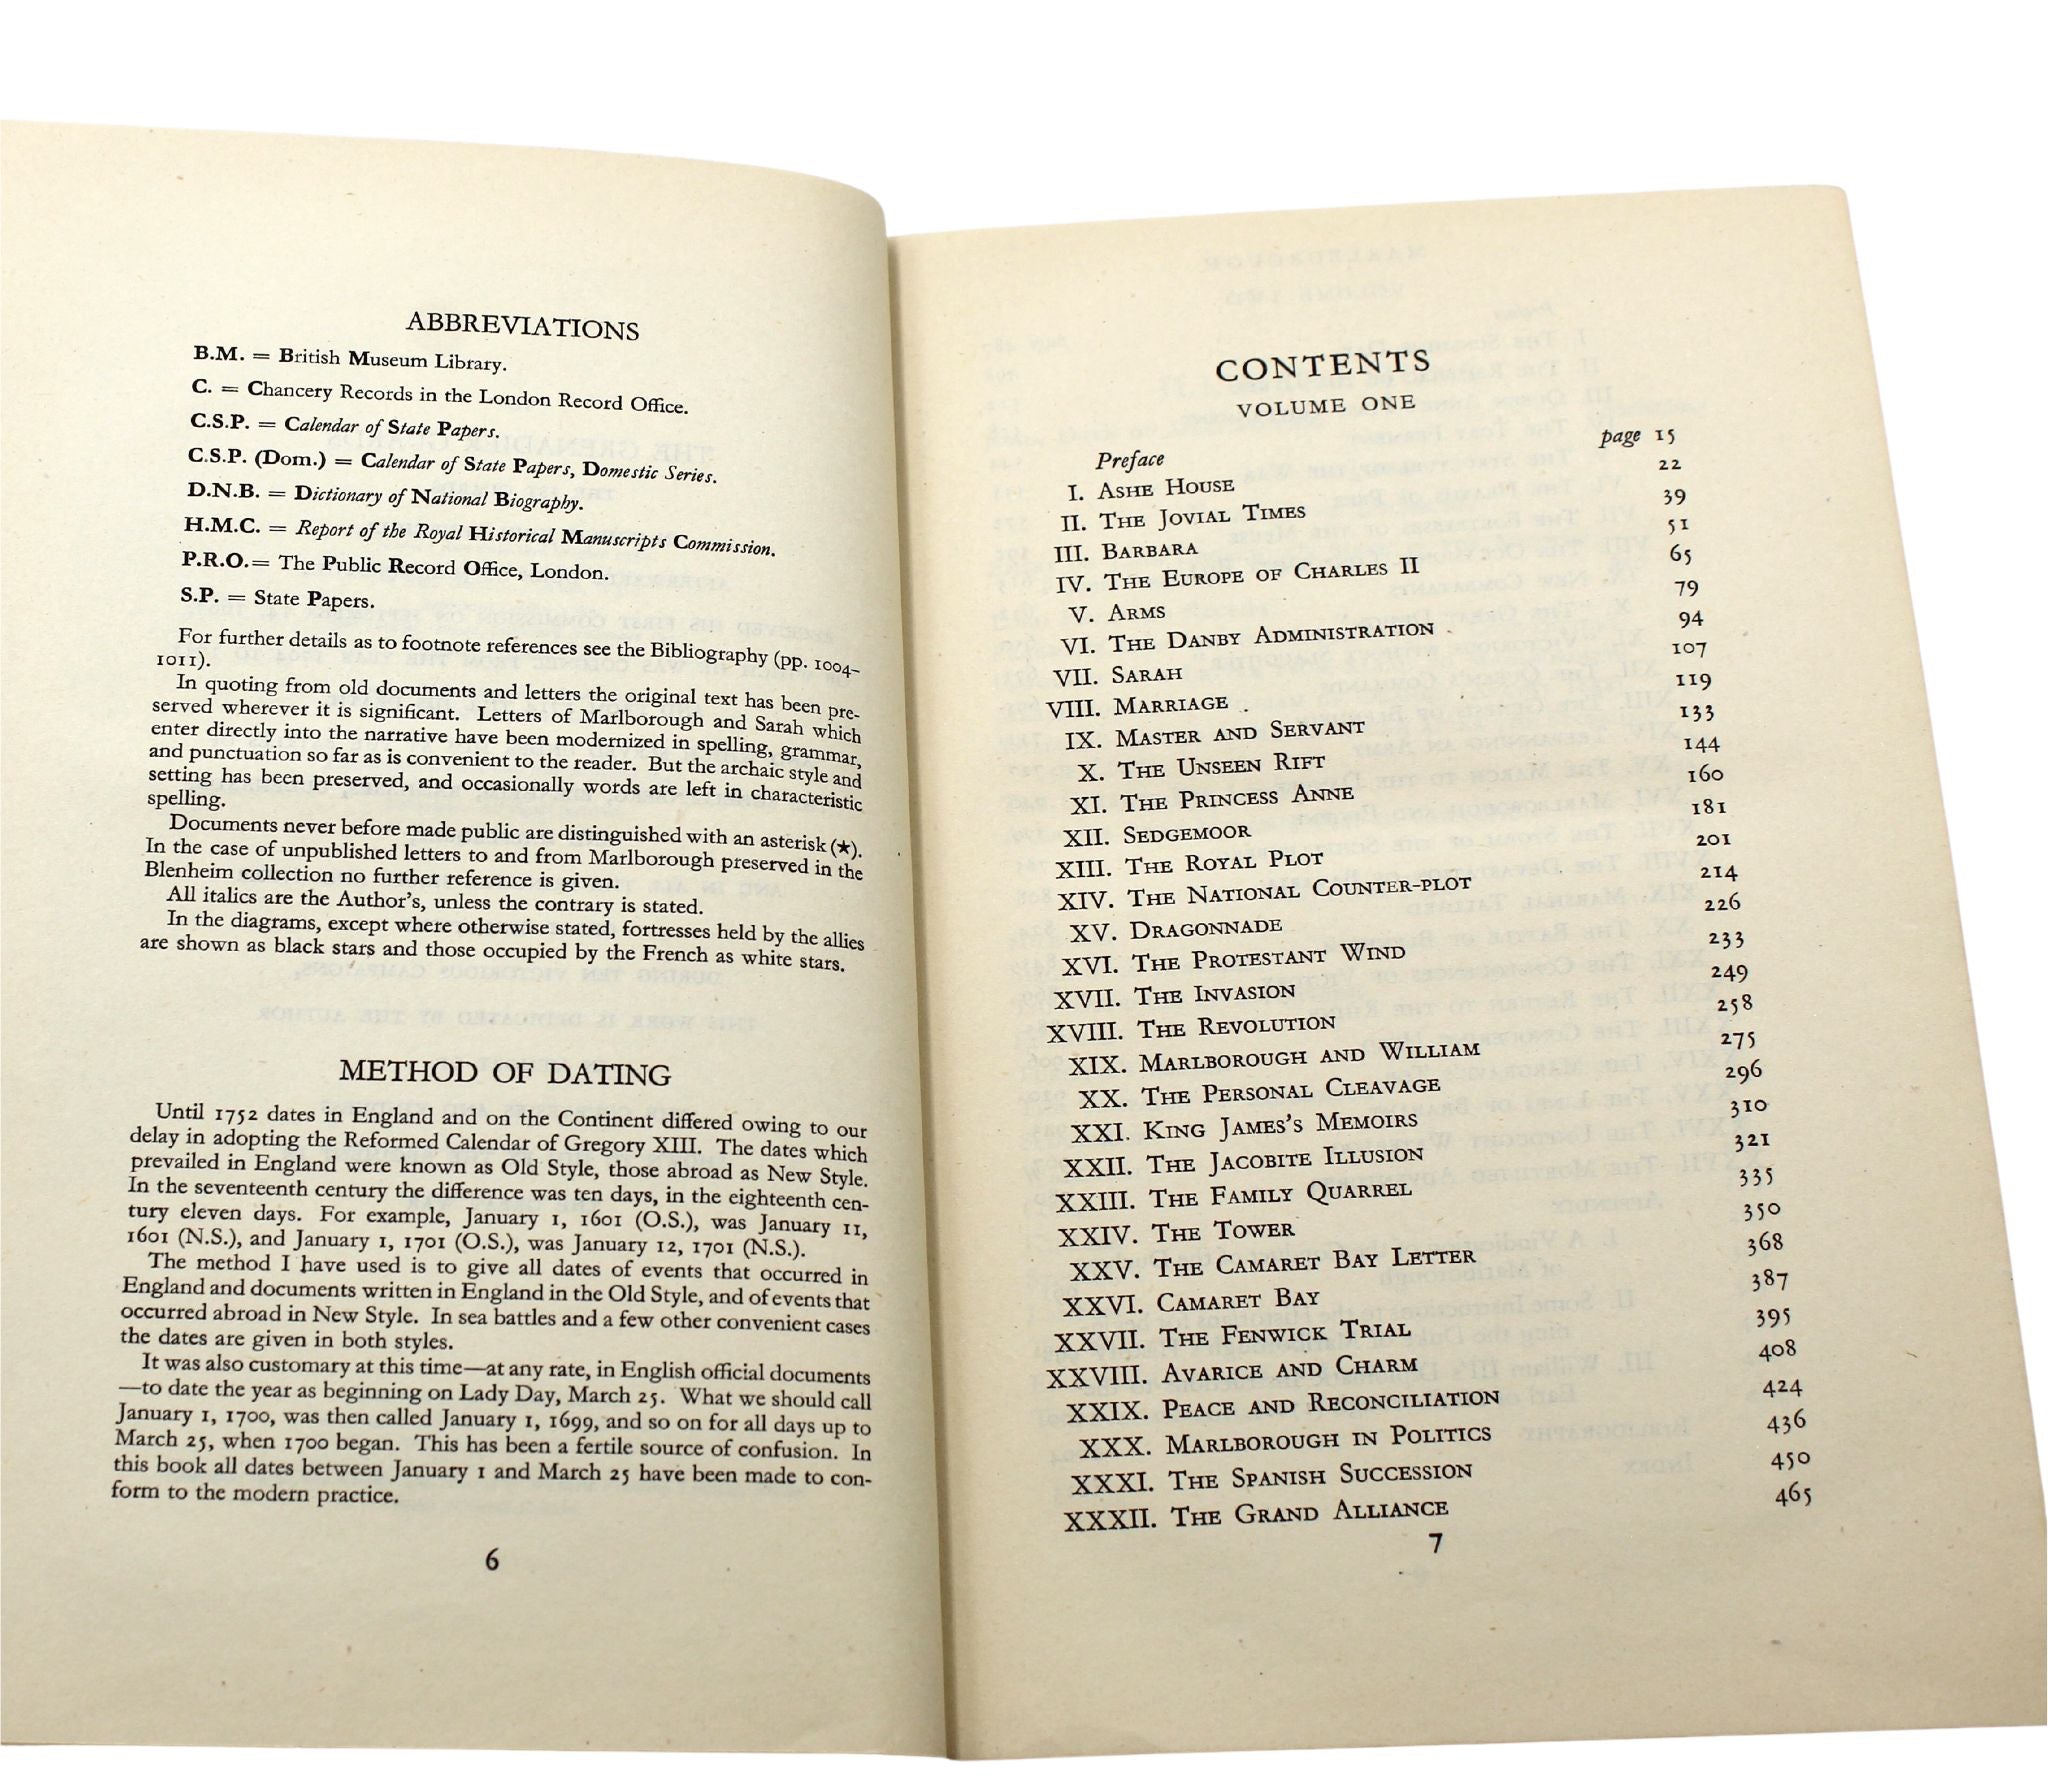 ABBREVIATIONS
B.M. = British Museum Library.
C. = Chancery Records in the London Record Office.
C.S.P. = Calendar of State Papers.
C.S.P. (Dom.) = Calendar of State Papers, Domestic Series.
D.N.B. = Dictionary of National Biography.
H.M.C. = Report of the Royal Historical Manuscripts Commission.
P.R.O.= The Public Record Office, London.
S.P. = State Papers.
For further details as to footnote references see the Bibliography (pp. 1004–
1011).
In quoting from old documents and letters the original text has been pre-
served wherever it is significant. Letters of Marlborough and Sarah which
enter directly into the narrative have been modernized in spelling, grammar,
and punctuation so far as is convenient to the reader. But the archaic style and
setting has been preserved, and occasionally words are left in characteristic
spelling.
Documents never before made public are distinguished with an asterisk (★).
In the case of unpublished letters to and from Marlborough preserved in the
Blenheim collection no further reference is given.
All italics are the Author's, unless the contrary is stated.
In the diagrams, except where otherwise stated, fortresses held by the allies
are shown as black stars and those occupied by the French as white stars.
METHOD OF DATING
Until 1752 dates in England and on the Continent differed owing to our
delay in adopting the Reformed Calendar of Gregory XIII. The dates which
prevailed in England were known as Old Style, those abroad as New Style.
In the seventeenth century the difference was ten days, in the eighteenth cen-
tury eleven days. For example, January 1, 1601 (O.S.), was January 11,
1601 (N.S.), and January 1, 1701 (O.S.), was January 12, 1701 (N.S.).
The method I have used is to give all dates of events that occurred in
England and documents written in England in the Old Style, and of events that
occurred abroad in New Style. In sea battles and a few other convenient cases
the dates are given in both styles.
It was also customary at this time—at any rate, in English official documents
—to date the year as beginning on Lady Day, March 25. What we should call
January 1, 1700, was then called January 1, 1699, and so on for all days up to
March 25, when 1700 began. This has been a fertile source of confusion. In
this book all dates between January 1 and March 25 have been made to con-
form to the modern practice.
6
CONTENTS
VOLUME ONE
Preface page 15
I. Ashe House 22
II. The Jovial Times 39
III. Barbara 51
IV. The Europe of Charles II 65
V. Arms 79
VI. The Danby Administration 94
VII. Sarah 107
VIII. Marriage 119
IX. Master and Servant 133
X. The Unseen Rift 144
XI. The Princess Anne 160
XII. Sedgemoor 181
XIII. The Royal Plot 201
XIV. The National Counter-plot 214
XV. Dragonnade 226
XVI. The Protestant Wind 233
XVII. The Invasion 249
XVIII. The Revolution 258
XIX. Marlborough and William 275
XX. The Personal Cleavage 296
XXI. King James's Memoirs 310
XXII. The Jacobite Illusion 321
XXIII. The Family Quarrel 335
XXIV. The Tower 350
XXV. The Camaret Bay Letter 368
XXVI. Camaret Bay 387
XXVII. The Fenwick Trial 395
XXVIII. Avarice and Charm 408
XXIX. Peace and Reconciliation 424
XXX. Marlborough in Politics 436
XXXI. The Spanish Succession 450
XXXII. The Grand Alliance 465
7